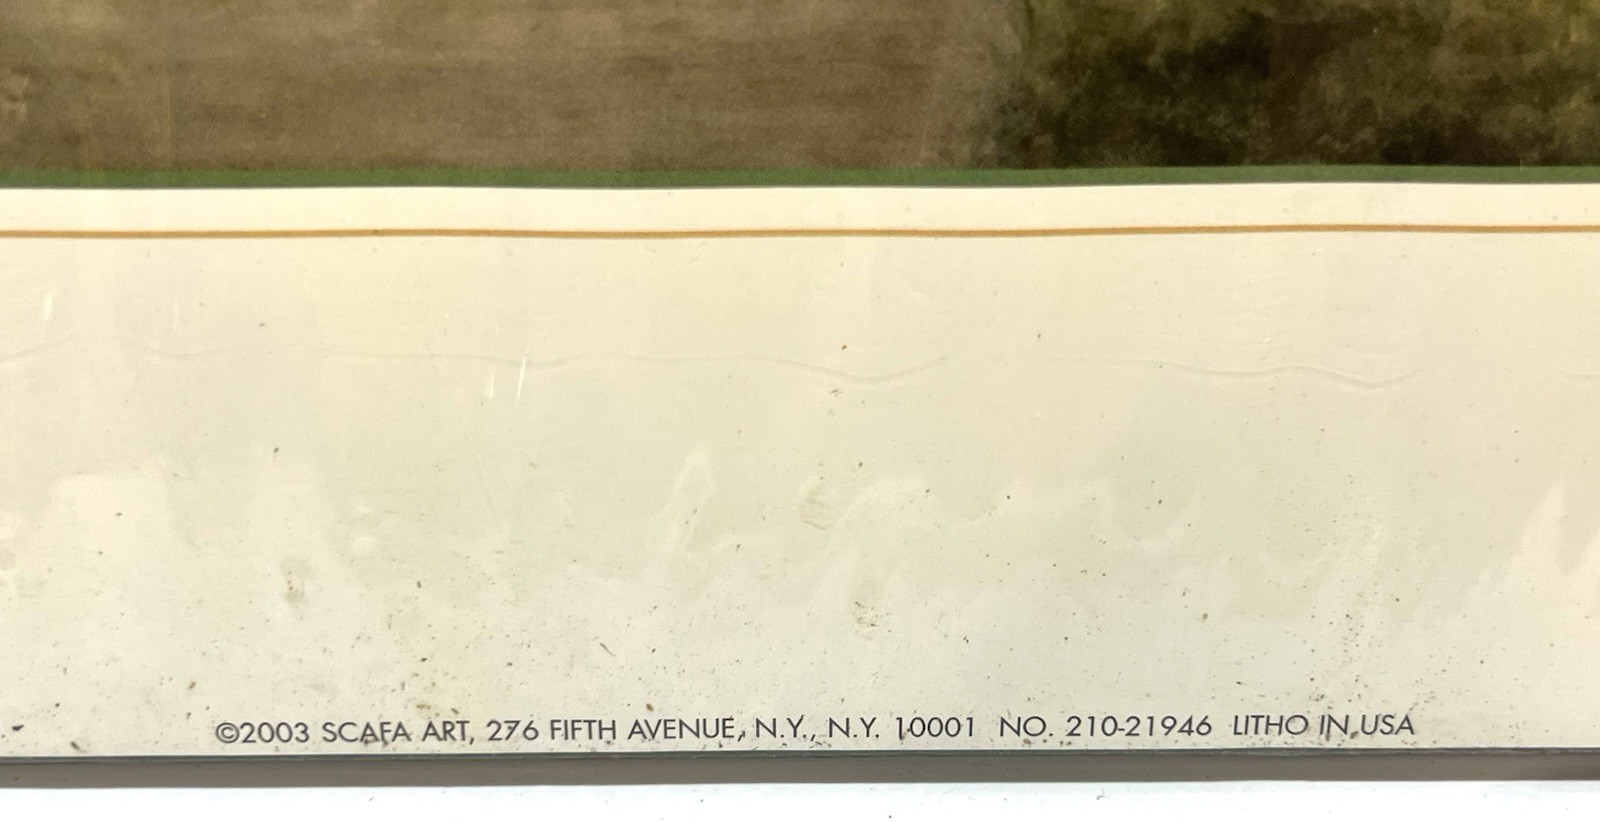 ©2003 SCAFA ART, 276 FIFTH AVENUE, N.Y., N.Y. 10001 NO. 210-21946 LITHO IN USA